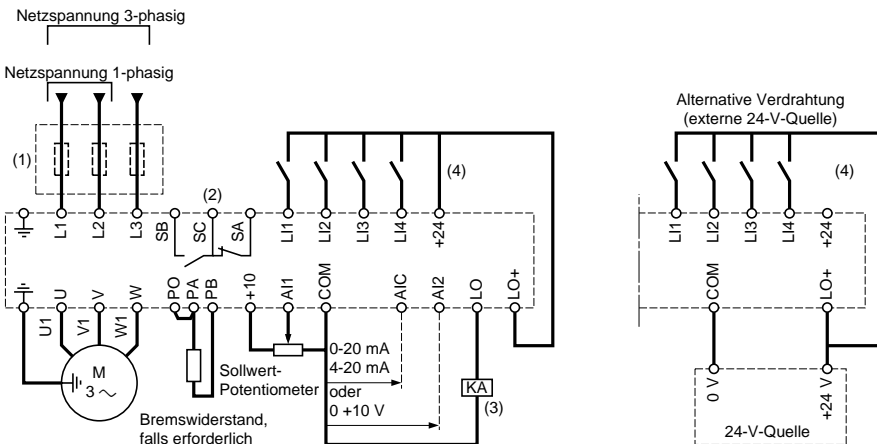 Netzspannung 3-phasig
Netzspannung 1-phasig
Alternative Verdrahtung
(externe 24-V-Quelle)
(1)
(2)
(4)
(4)
L1
L2
L3
SB
SC
SA
LI1
LI2
LI3
LI4
+24
LI1
LI2
LI3
LI4
+24
U
V
W
PO
PA
PB
+10
AI1
COM
AIC
AI2
LO
LO+
COM
LO+
U1
V1
W1
M
3
Sollwert-
Potentiometer
Bremswiderstand,
falls erforderlich
0-20 mA
4-20 mA
oder
0 +10 V
KA
(3)
0 V
+24 V
24-V-Quelle